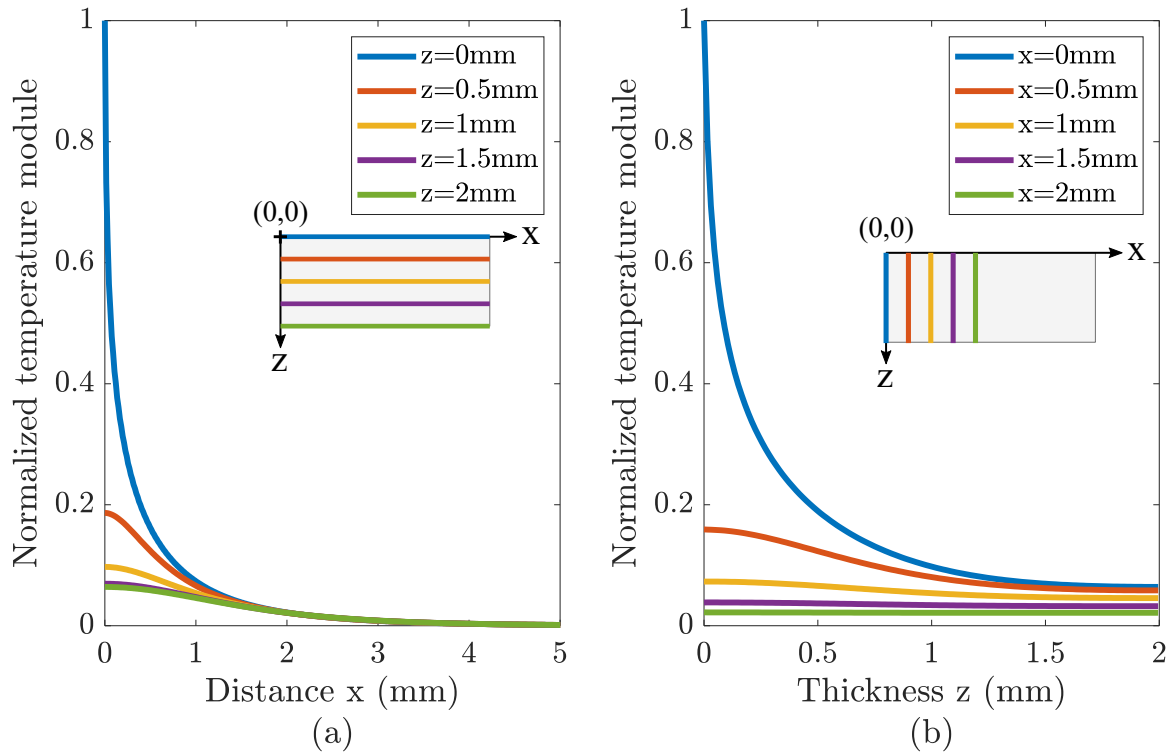 Normalized temperature module
1
0.8
0.6
0.4
0.2
0
0
1
2
3
4
5
z=0mm
z=0.5mm
z=1mm
z=1.5mm
z=2mm
(0,0)
x
z
Distance x (mm)
(a)
Normalized temperature module
1
0.8
0.6
0.4
0.2
0
0
0.5
1
1.5
2
x=0mm
x=0.5mm
x=1mm
x=1.5mm
x=2mm
(0,0)
x
z
Thickness z (mm)
(b)